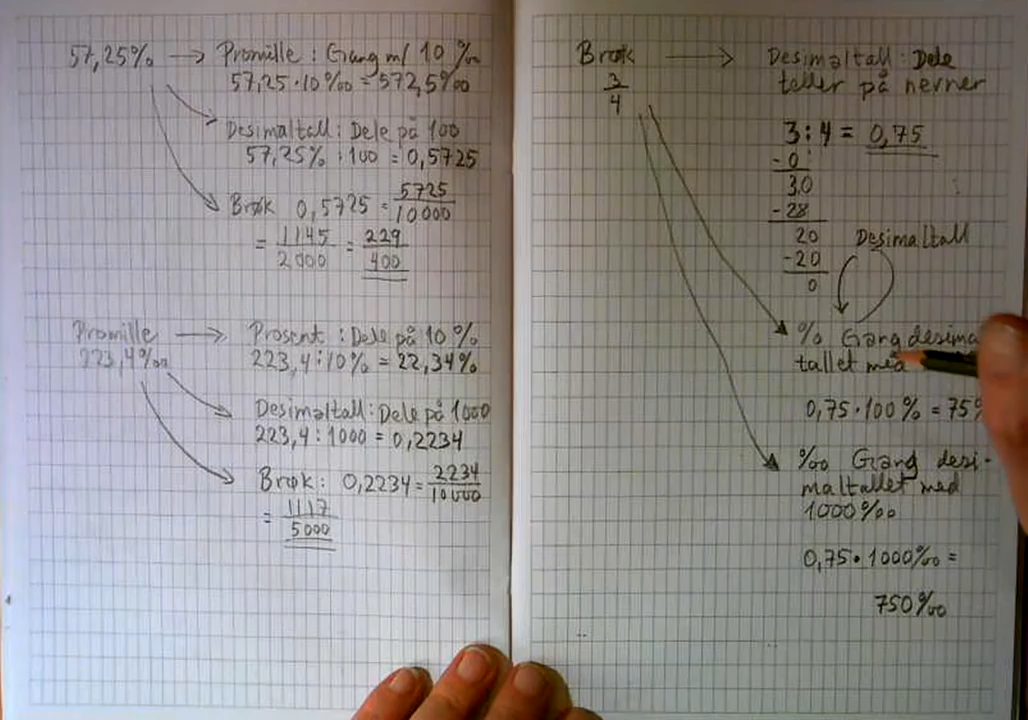 57,25% → Promille : Gang m/ 10 ‰
57,25 · 10 ‰ = 572,5‰
Desimaltall : Dele på 100
57,25% : 100 = 0,5725
Brøk 0,5725 = 5725/10000
= 1145/2000 = 229/400
Promille → Prosent : Dele på 10 %
223,4‰ 223,4 : 10 % = 22,34%
Desimaltall : Dele på 1000
223,4 : 1000 = 0,2234
Brøk : 0,2234 = 2234/10000
= 1117/5000
Brøk → Desimaltall : Dele
3/4 teller på nevner
3 : 4 = 0,75
-0
30
-28
20 Desimaltall
-20
0
% Gang desima
tallet med
0,75 · 100 % = 75%
‰ Gang desi-
maltallet med
1000‰
0,75 · 1000‰ =
750‰